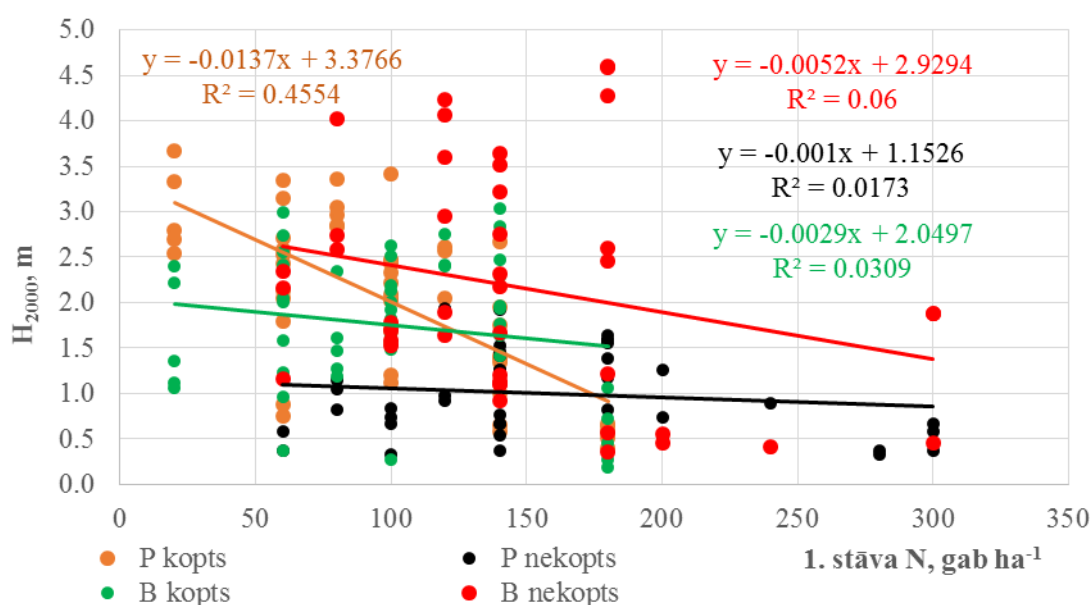 5.0
4.5
4.0
3.5
3.0
2.5
2.0
1.5
1.0
0.5
0.0
H2000, m
y = -0.0137x + 3.3766
R² = 0.4554
y = -0.0052x + 2.9294
R² = 0.06
y = -0.001x + 1.1526
R² = 0.0173
y = -0.0029x + 2.0497
R² = 0.0309
0 50 100 150 200 250 300 350
1. stāva N, gab ha⁻¹
P kopts
P nekopts
B kopts
B nekopts